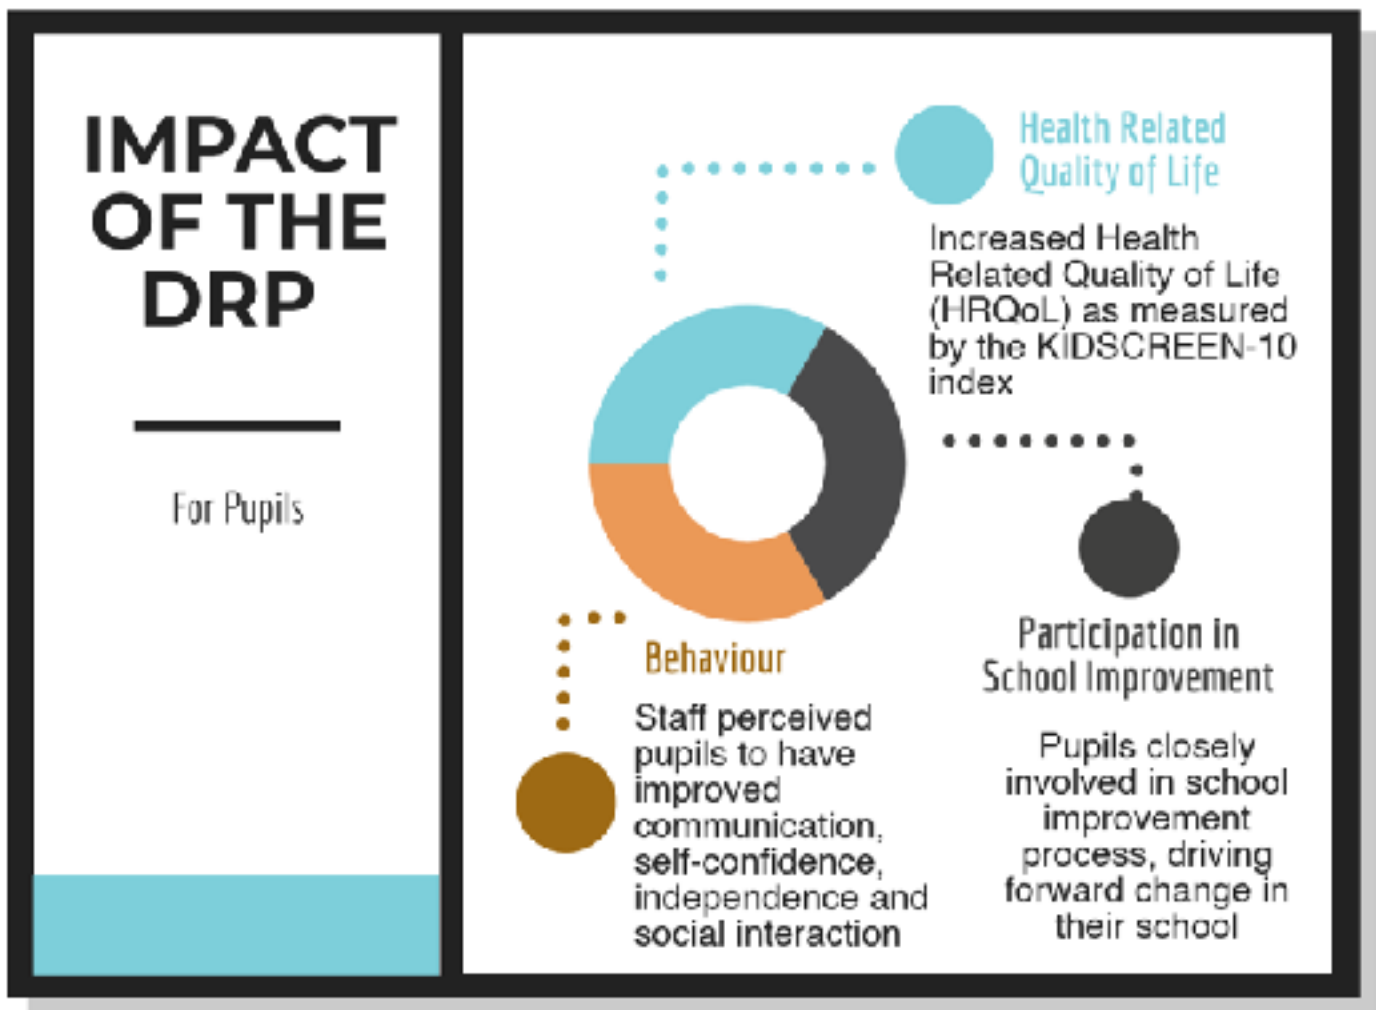 IMPACT
OF THE
DRP
For Pupils
Health Related
Quality of Life
Increased Health
Related Quality of Life
(HRQoL) as measured
by the KIDSCREEN-10
index
Behaviour
Staff perceived
pupils to have
improved
communication,
self-confidence,
independence and
social interaction
Participation in
School Improvement
Pupils closely
involved in school
improvement
process, driving
forward change in
their school